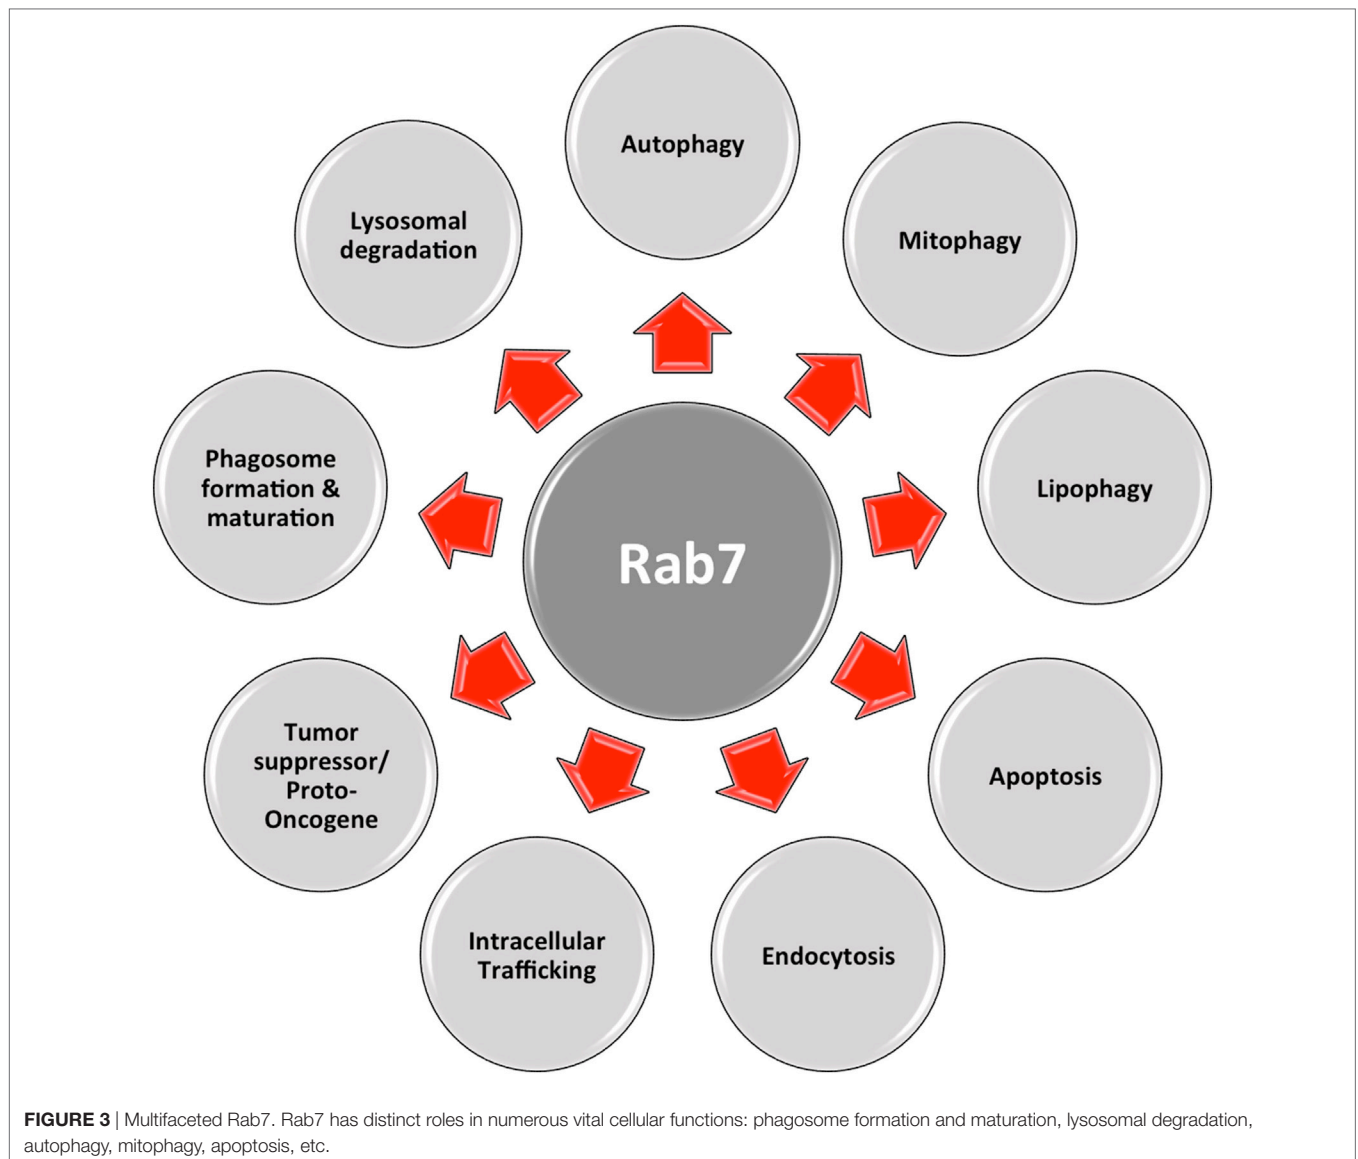 Autophagy
Mitophagy
Lipophagy
Apoptosis
Endocytosis
Intracellular
Trafficking
Tumor
suppressor/
Proto-
Oncogene
Phagosome
formation &
maturation
Lysosomal
degradation
Rab7
FIGURE 3 | Multifaceted Rab7. Rab7 has distinct roles in numerous vital cellular functions: phagosome formation and maturation, lysosomal degradation,
autophagy, mitophagy, apoptosis, etc.